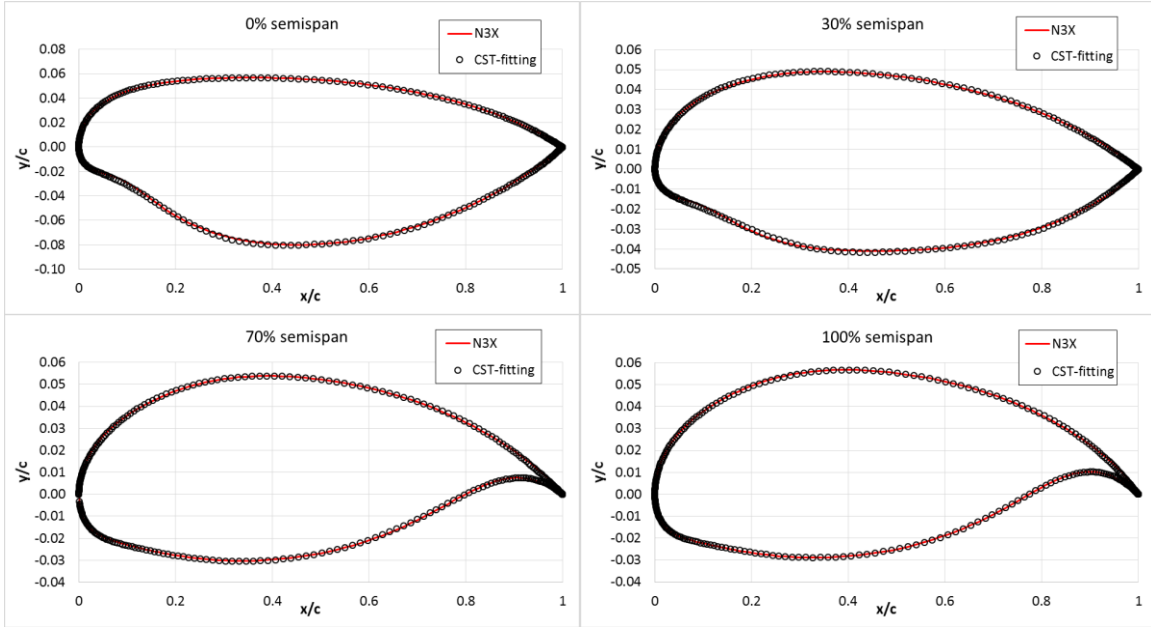 0% semispan
N3X
CST-fitting
0.08
0.06
0.04
0.02
0.00
-0.02
-0.04
-0.06
-0.08
-0.10
y/c
0 0.2 0.4 0.6 0.8 1
x/c
30% semispan
N3X
CST-fitting
0.06
0.05
0.04
0.03
0.02
0.01
0.00
-0.01
-0.02
-0.03
-0.04
-0.05
y/c
0 0.2 0.4 0.6 0.8 1
x/c
70% semispan
N3X
CST-fitting
0.06
0.05
0.04
0.03
0.02
0.01
0.00
-0.01
-0.02
-0.03
-0.04
y/c
0 0.2 0.4 0.6 0.8 1
x/c
100% semispan
N3X
CST-fitting
0.06
0.05
0.04
0.03
0.02
0.01
0.00
-0.01
-0.02
-0.03
-0.04
y/c
0 0.2 0.4 0.6 0.8 1
x/c